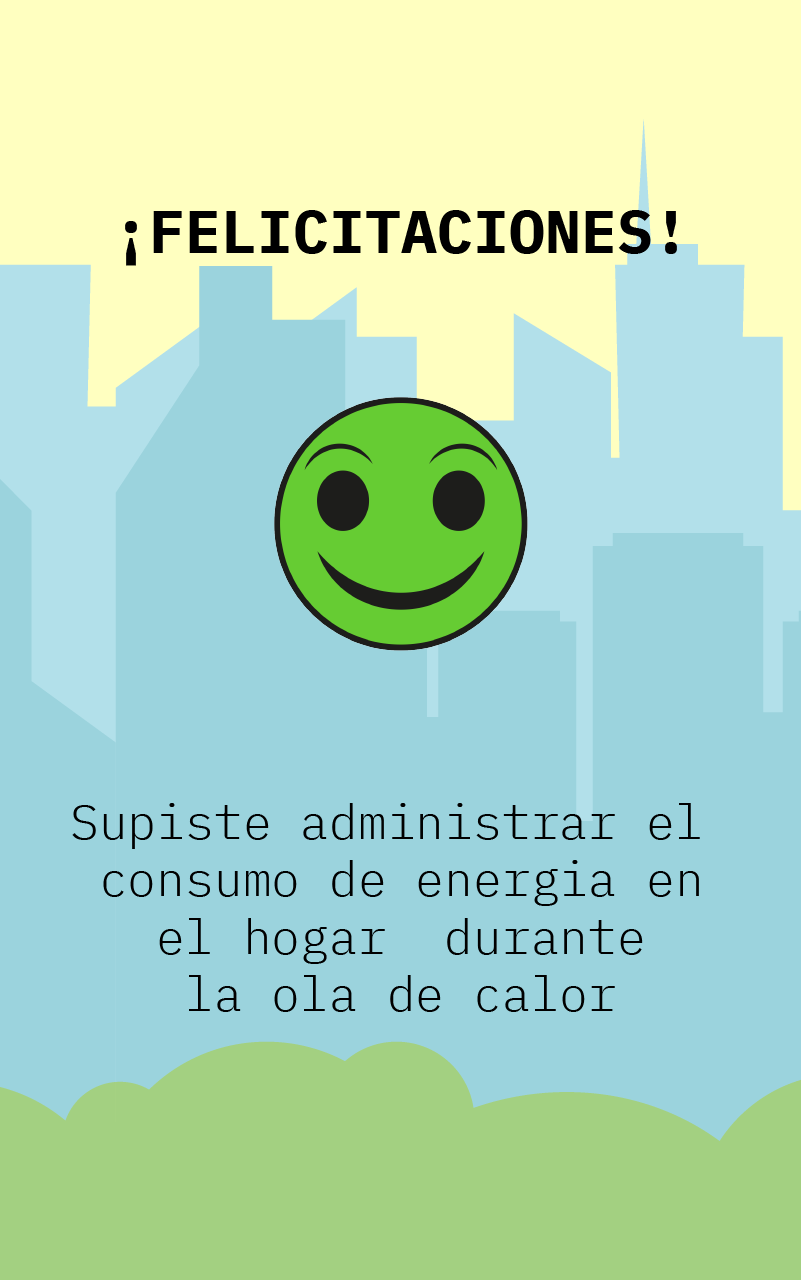 ¡FELICITACIONES!
Supiste administrar el
consumo de energia en
el hogar durante
la ola de calor